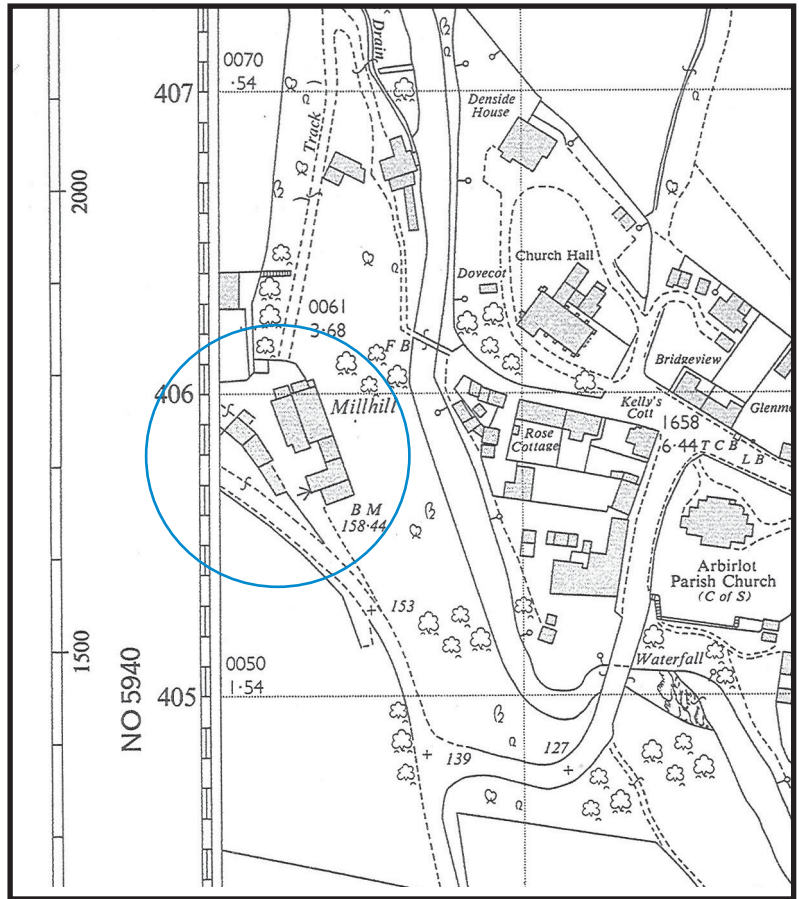 Drain
0070
·54
407
Denside
House
Track
2000
Church Hall
Dovecot
0061
3·68
F B
Bridgeview
406
Millhill
Kelly's
Cott
Glenmo
1658
6·44
T C B
L B
Rose
Cottage
B M
158·44
Arbirlot
Parish Church
(C of S)
153
1500
NO 5940
0050
1·54
405
Waterfall
127
139